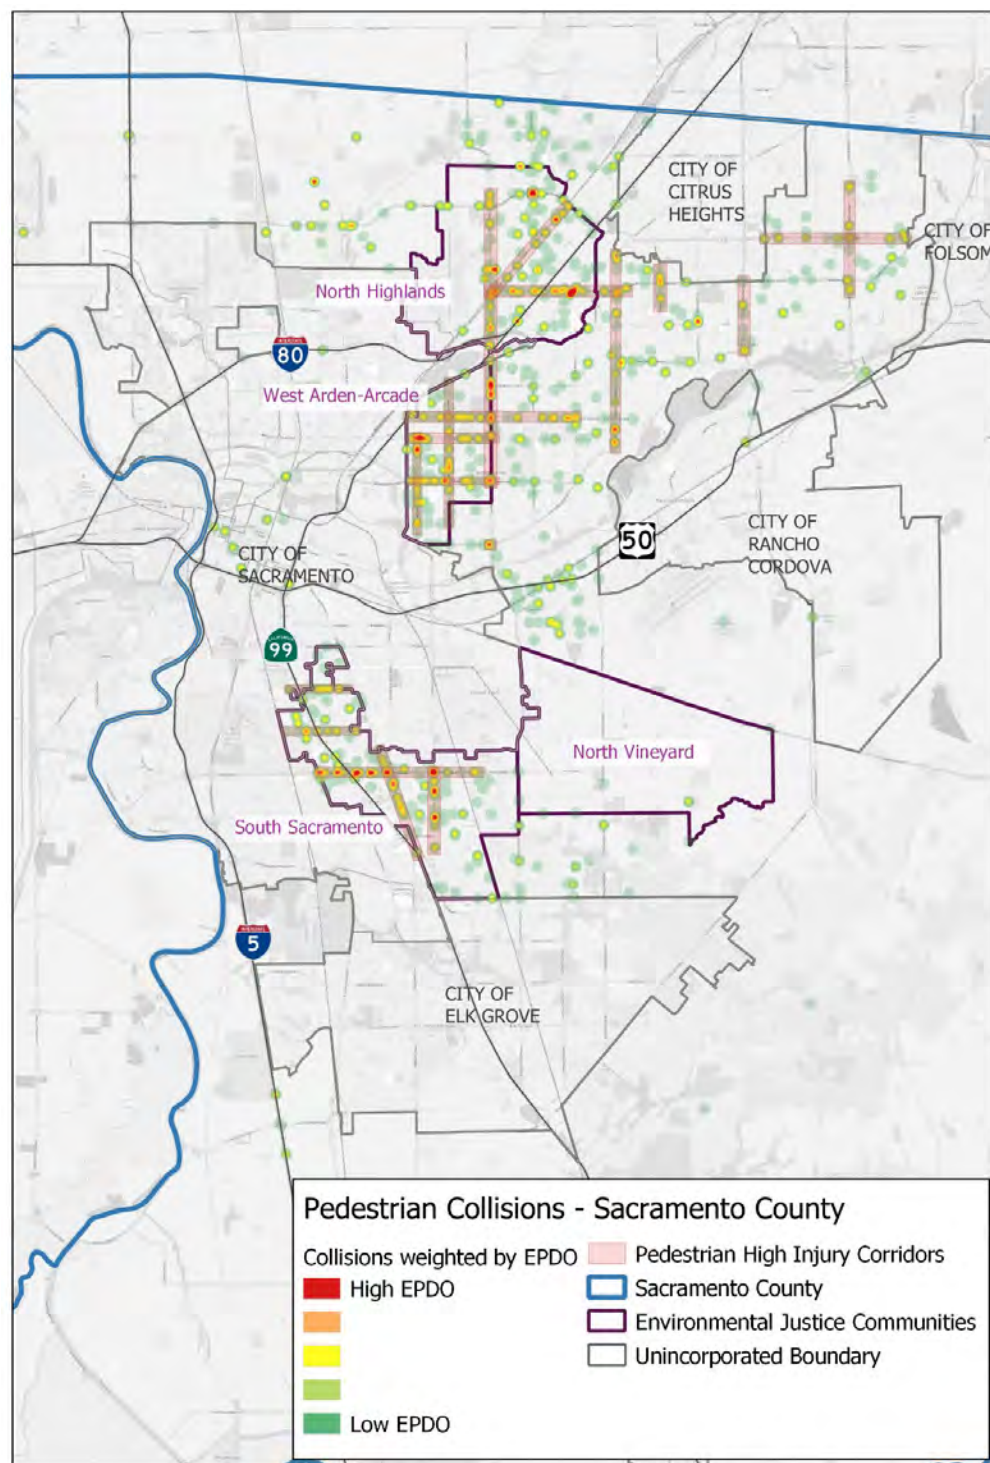 CITY OF
CITRUS
HEIGHTS
CITY OF
FOLSOM
North Highlands
80
West Arden-Arcade
50
CITY OF
RANCHO
CORDOVA
CITY OF
SACRAMENTO
CALIFORNIA
99
North Vineyard
South Sacramento
5
CITY OF
ELK GROVE
Pedestrian Collisions - Sacramento County
Collisions weighted by EPDO
High EPDO
Low EPDO
Pedestrian High Injury Corridors
Sacramento County
Environmental Justice Communities
Unincorporated Boundary